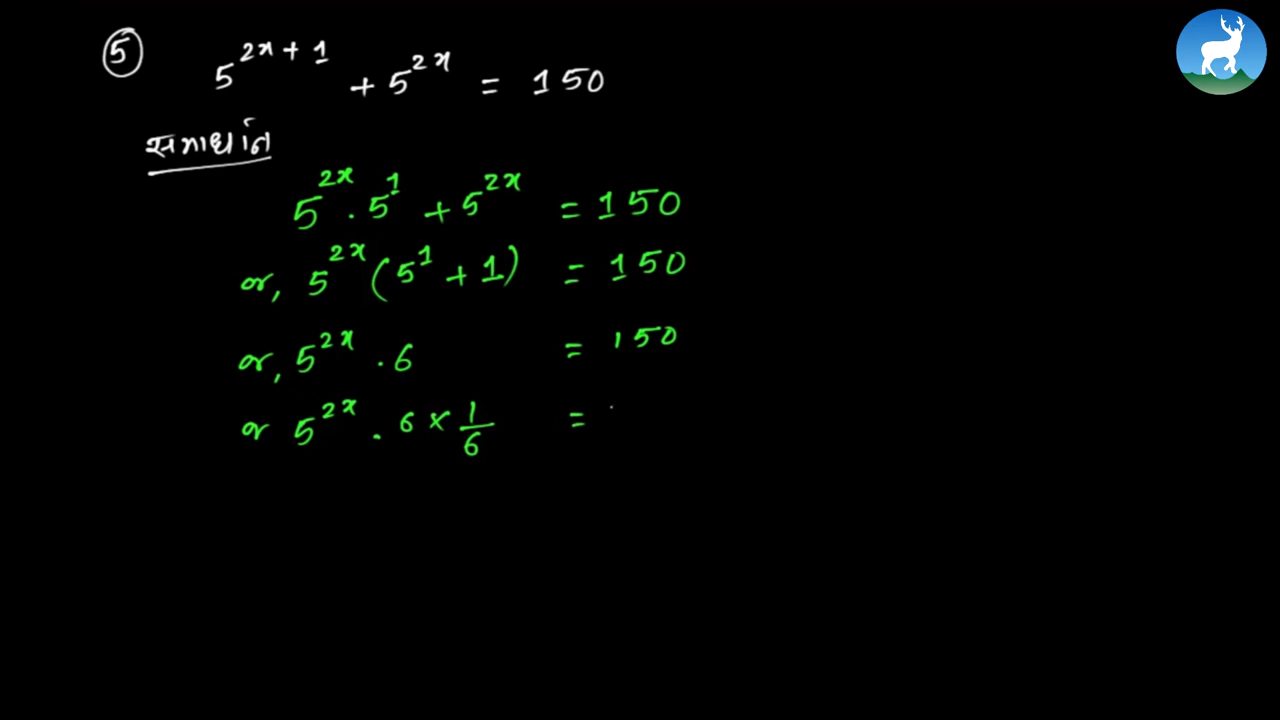 ⑤ 5^{2x+1} + 5^{2x} = 150
5^{2x} . 5^1 + 5^{2x} = 150
or, 5^{2x} (5^1 + 1) = 150
or, 5^{2x} . 6 = 150
or 5^{2x} . 6 × 1/6 =